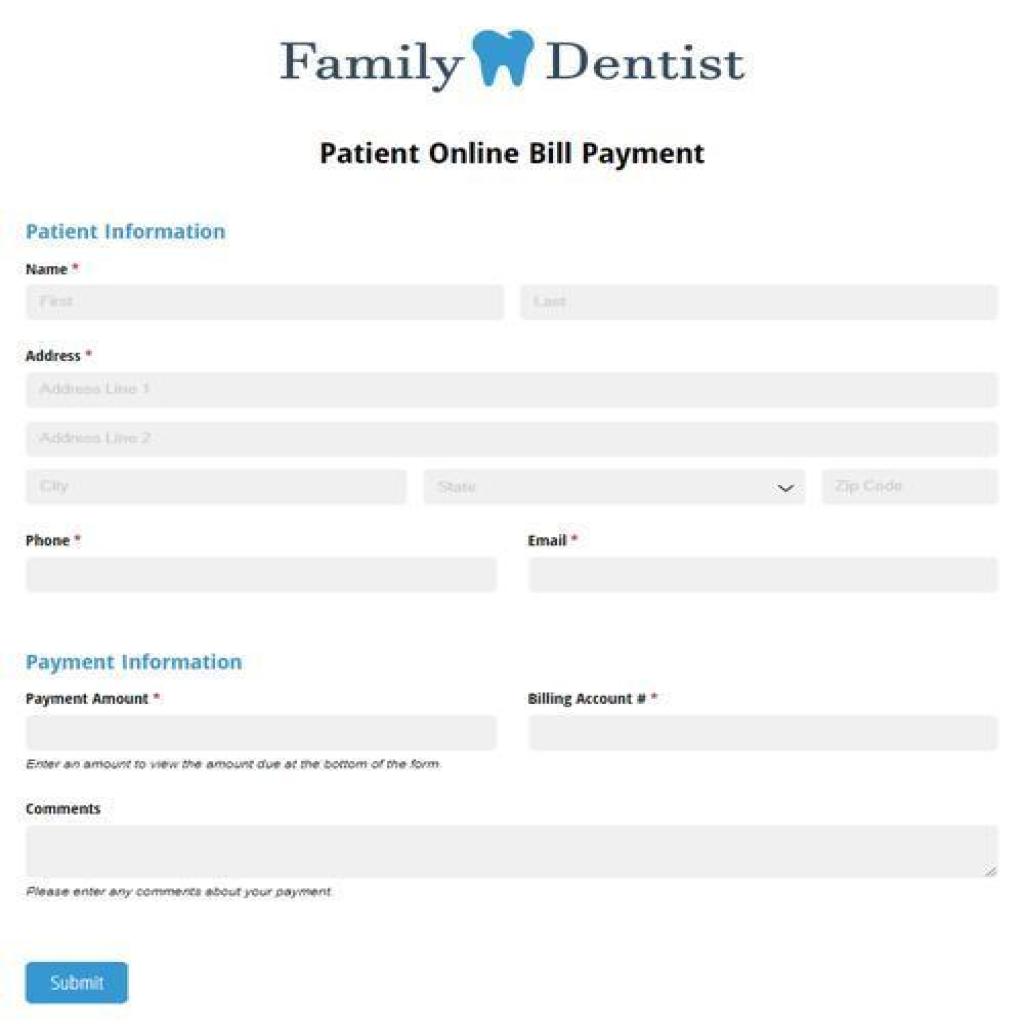 Family Dentist
Patient Online Bill Payment
Patient Information
Name *
First Last
Address *
Address Line 1
Address Line 2
City State Zip Code
Phone * Email *
Payment Information
Payment Amount * Billing Account # *
Enter an amount to view the amount due at the bottom of the form.
Comments
Please enter any comments about your payment.
Submit